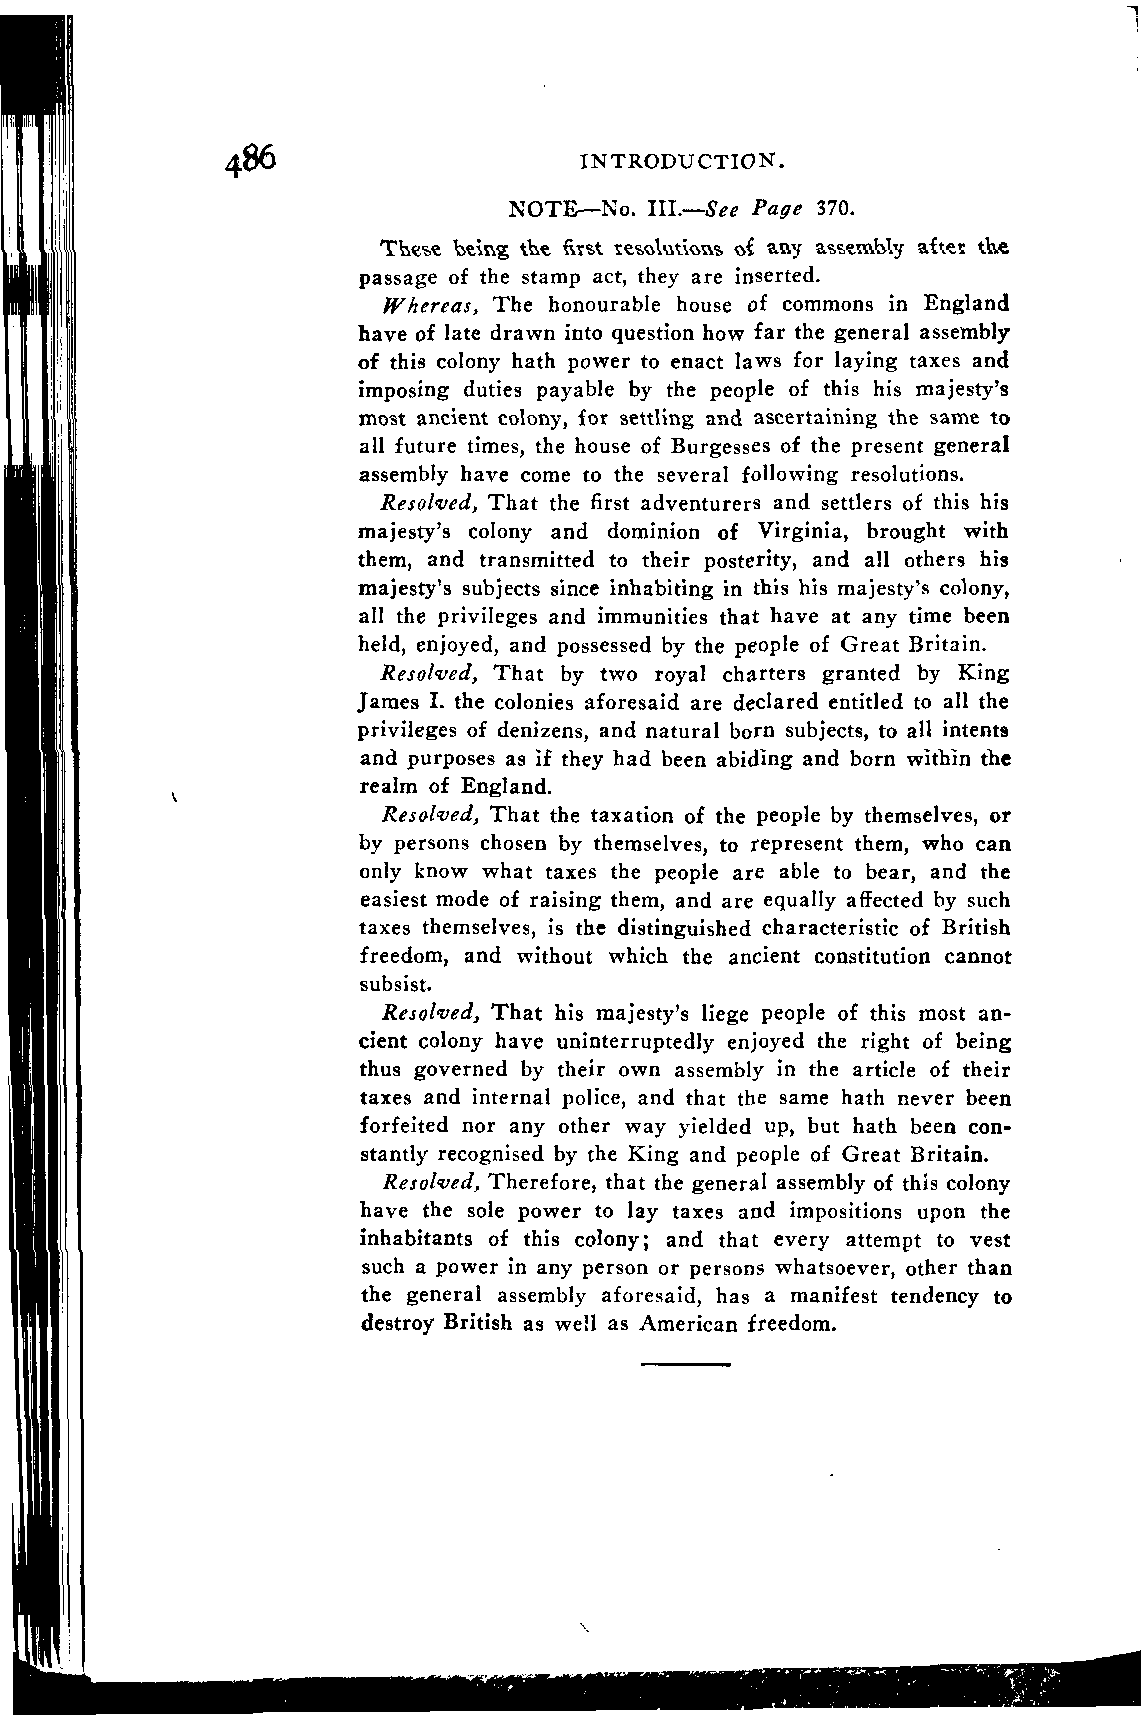 486 INTRODUCTION.
NOTE—No. III.—See Page 370.
These being the first resolutions of any assembly after the
passage of the stamp act, they are inserted.
Whereas, The honourable house of commons in England
have of late drawn into question how far the general assembly
of this colony hath power to enact laws for laying taxes and
imposing duties payable by the people of this his majesty's
most ancient colony, for settling and ascertaining the same to
all future times, the house of Burgesses of the present general
assembly have come to the several following resolutions.
Resolved, That the first adventurers and settlers of this his
majesty's colony and dominion of Virginia, brought with
them, and transmitted to their posterity, and all others his
majesty's subjects since inhabiting in this his majesty's colony,
all the privileges and immunities that have at any time been
held, enjoyed, and possessed by the people of Great Britain.
Resolved, That by two royal charters granted by King
James I. the colonies aforesaid are declared entitled to all the
privileges of denizens, and natural born subjects, to all intents
and purposes as if they had been abiding and born within the
realm of England.
Resolved, That the taxation of the people by themselves, or
by persons chosen by themselves, to represent them, who can
only know what taxes the people are able to bear, and the
easiest mode of raising them, and are equally affected by such
taxes themselves, is the distinguished characteristic of British
freedom, and without which the ancient constitution cannot
subsist.
Resolved, That his majesty's liege people of this most an-
cient colony have uninterruptedly enjoyed the right of being
thus governed by their own assembly in the article of their
taxes and internal police, and that the same hath never been
forfeited nor any other way yielded up, but hath been con-
stantly recognised by the King and people of Great Britain.
Resolved, Therefore, that the general assembly of this colony
have the sole power to lay taxes and impositions upon the
inhabitants of this colony; and that every attempt to vest
such a power in any person or persons whatsoever, other than
the general assembly aforesaid, has a manifest tendency to
destroy British as well as American freedom.